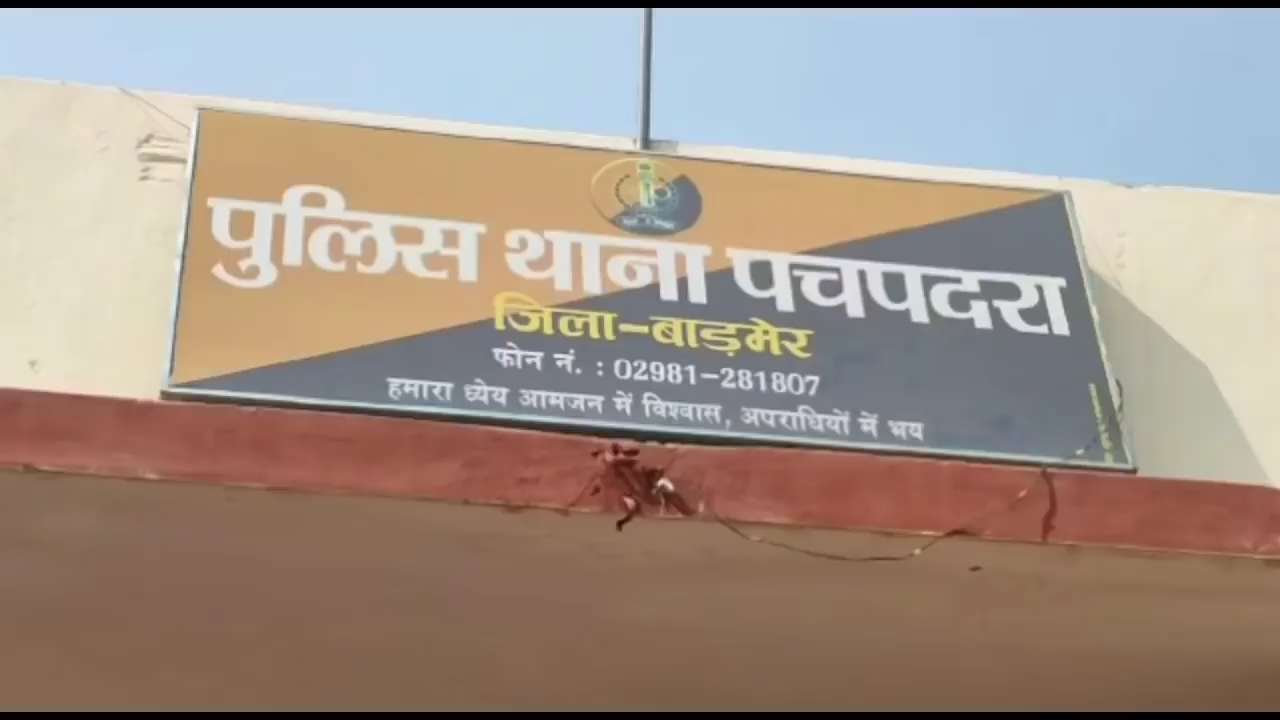 पुलिस थाना पचपदरा
जिला-बाड़मेर
फोन नं. : 02981-281807
हमारा ध्येय आमजन में विश्वास, अपराधियों में भय